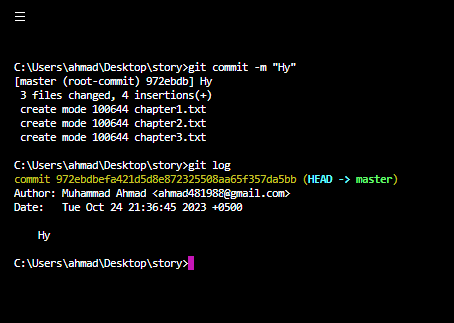 C:\Users\ahmad\Desktop\story>git commit -m "Hy"
[master (root-commit) 972ebdb] Hy
 3 files changed, 4 insertions(+)
 create mode 100644 chapter1.txt
 create mode 100644 chapter2.txt
 create mode 100644 chapter3.txt
C:\Users\ahmad\Desktop\story>git log
commit 972ebdbefa421d5d8e872325508aa65f357da5bb (HEAD -> master)
Author: Muhammad Ahmad <ahmad481988@gmail.com>
Date:   Tue Oct 24 21:36:45 2023 +0500
    Hy
C:\Users\ahmad\Desktop\story>